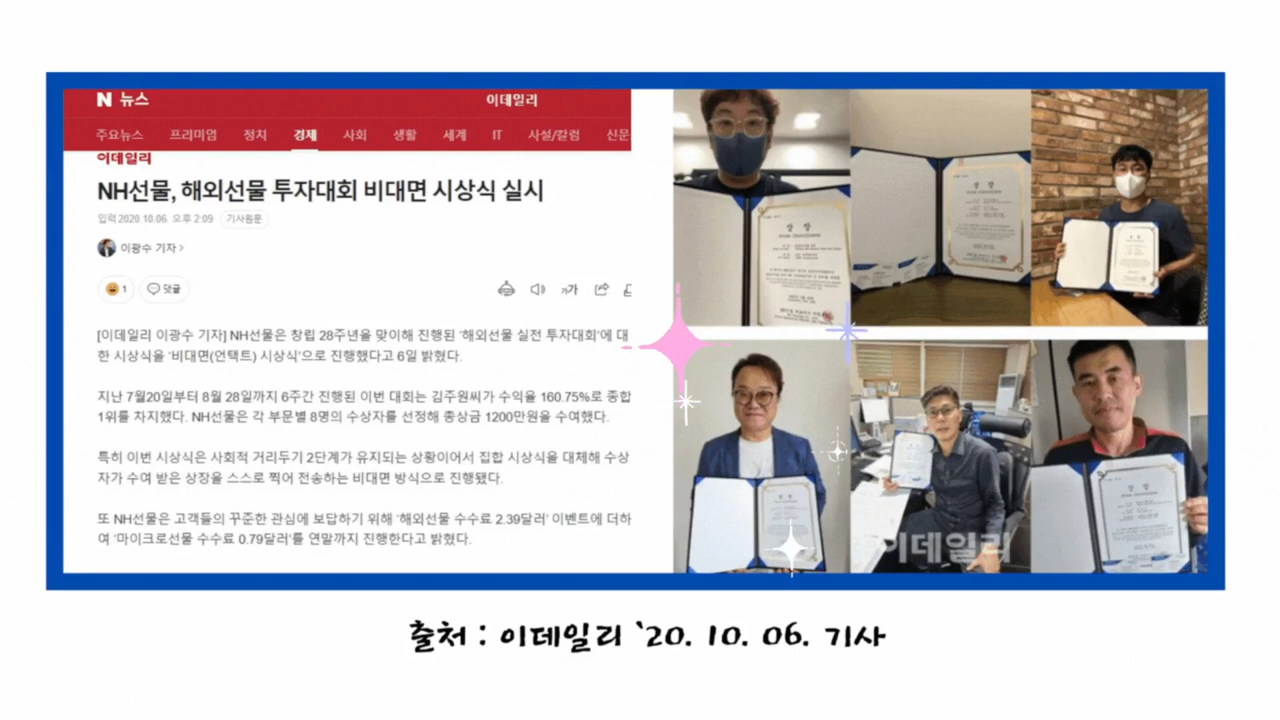 N 뉴스
이데일리
주요뉴스 프리미엄 정치 경제 사회 생활 세계 IT 사설/칼럼 신문
이데일리
NH선물, 해외선물 투자대회 비대면 시상식 실시
입력 2020.10.06. 오후 2:09 기사원문
이광수 기자>
1 댓글
가가
[이데일리 이광수 기자] NH선물은 창립 28주년을 맞이해 진행된 '해외선물 실전 투자대회'에 대
한 시상식을 '비대면(언택트) 시상식'으로 진행했다고 6일 밝혔다.
지난 7월20일부터 8월 28일까지 6주간 진행된 이번 대회는 김주원씨가 수익율 160.75%로 종합
1위를 차지했다. NH선물은 각 부문별 8명의 수상자를 선정해 총상금 1200만원을 수여했다.
특히 이번 시상식은 사회적 거리두기 2단계가 유지되는 상황이어서 집합 시상식을 대체해 수상
자가 수여 받은 상장을 스스로 찍어 전송하는 비대면 방식으로 진행됐다.
또 NH선물은 고객들의 꾸준한 관심에 보답하기 위해 '해외선물 수수료 2.39달러' 이벤트에 더하
여 '마이크로선물 수수료 0.79달러'를 연말까지 진행한다고 밝혔다.
상 장
상 장
상 장
상 장
이데일리
출처 : 이데일리 '20. 10. 06. 기사